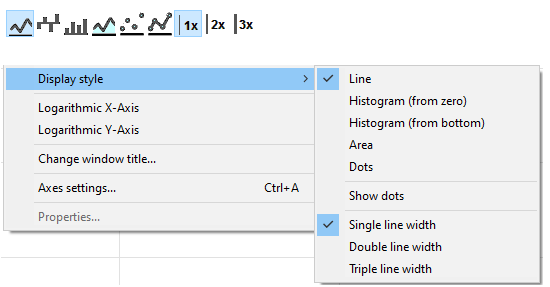 1x 2x 3x
Display style
Logarithmic X-Axis
Logarithmic Y-Axis
Change window title...
Axes settings... Ctrl+A
Properties...
Line
Histogram (from zero)
Histogram (from bottom)
Area
Dots
Show dots
Single line width
Double line width
Triple line width